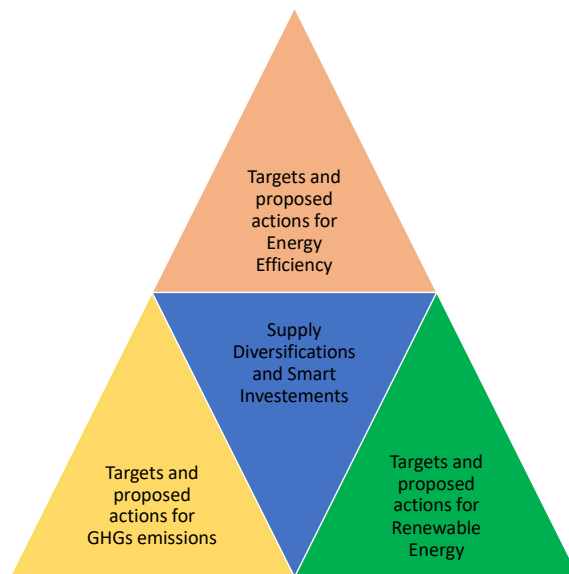 Targets and
proposed
actions for
Energy
Efficiency
Supply
Diversifications
and Smart
Investements
Targets and
proposed
actions for
GHGs emissions
Targets and
proposed
actions for
Renewable
Energy